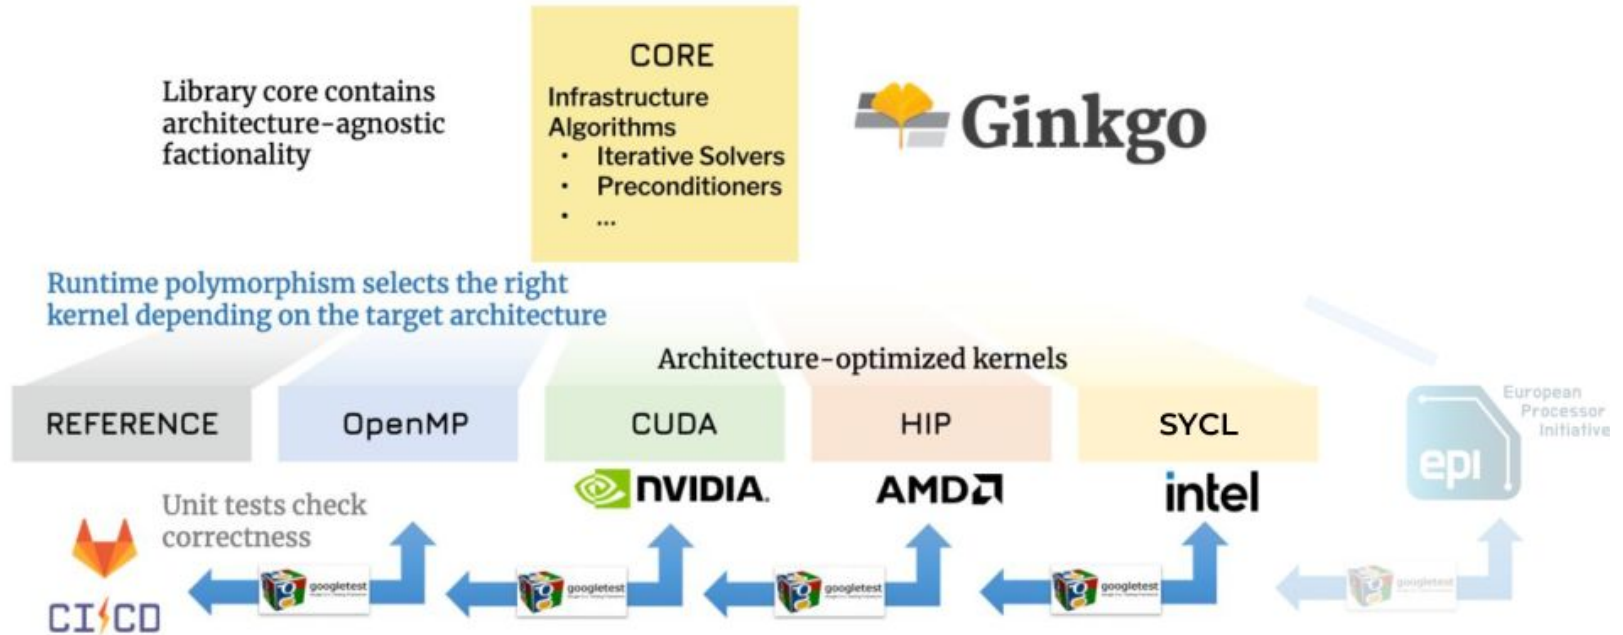 CORE
Infrastructure
Algorithms
• Iterative Solvers
• Preconditioners
• ...
Library core contains
architecture-agnostic
factionality
Ginkgo
Runtime polymorphism selects the right
kernel depending on the target architecture
Architecture-optimized kernels
REFERENCE
OpenMP
CUDA
HIP
SYCL
European
Processor
Initiative
epi
NVIDIA.
AMD
intel
Unit tests check
correctness
CI CD
googletest
googletest
googletest
googletest
googletest